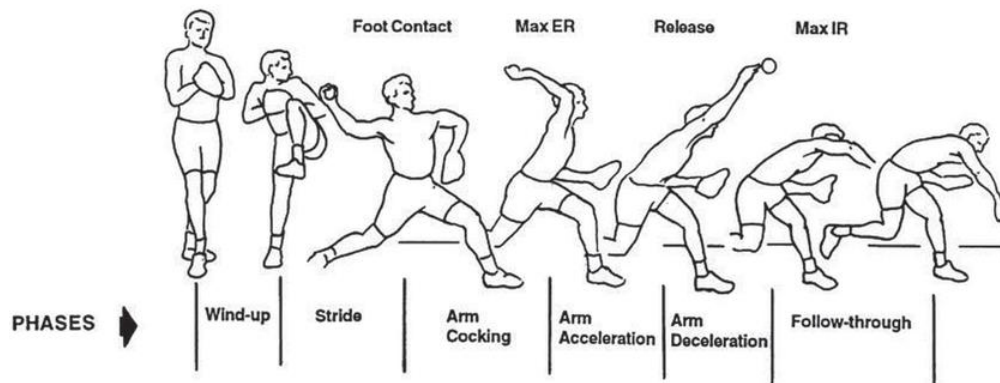 Foot Contact Max ER Release Max IR
PHASES Wind-up Stride Arm Cocking Arm Acceleration Arm Deceleration Follow-through